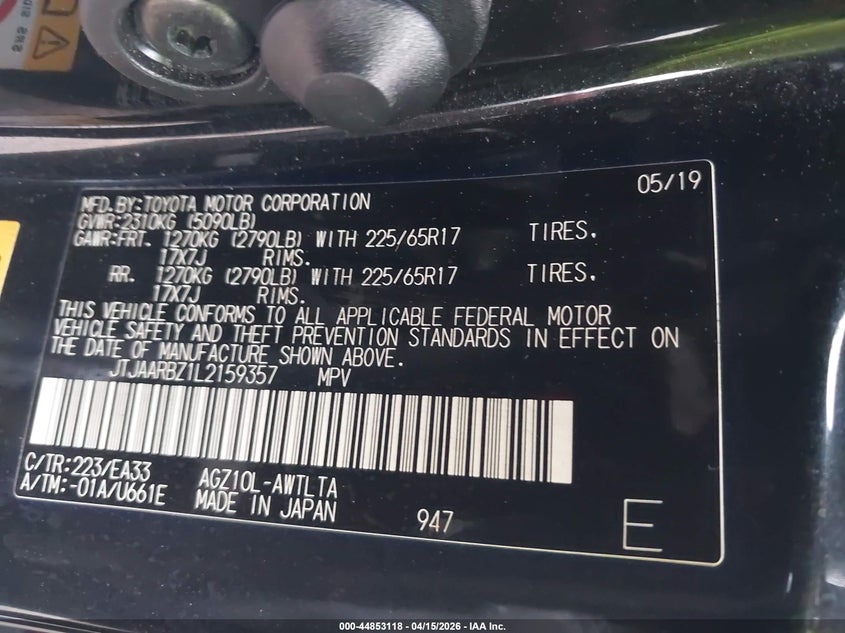 SRS SID
05/19
MFD.BY:TOYOTA MOTOR CORPORATION
GVWR:2310KG (5090LB)
GAWR:FRT. 1270KG (2790LB) WITH 225/65R17 TIRES.
17X7J RIMS.
RR. 1270KG (2790LB) WITH 225/65R17 TIRES.
17X7J RIMS.
THIS VEHICLE CONFORMS TO ALL APPLICABLE FEDERAL MOTOR
VEHICLE SAFETY AND THEFT PREVENTION STANDARDS IN EFFECT ON
THE DATE OF MANUFACTURE SHOWN ABOVE.
JTJAARBZ1L2159357 MPV
C/TR:223/EA33 AGZ10L-AWTLTA
A/TM:-01A/U661E MADE IN JAPAN 947 E
000-44853118 - 04/15/2026 - IAA Inc.